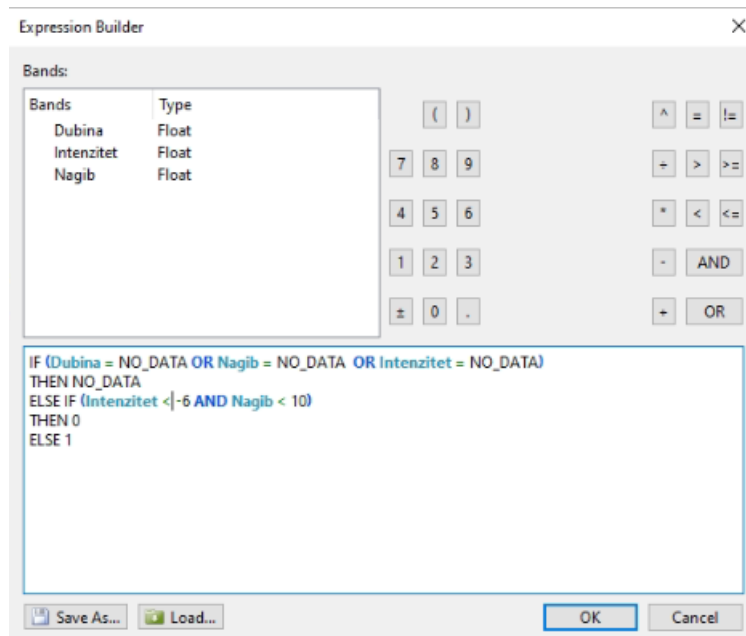 Expression Builder
Bands:
Bands Type
Dubina Float
Intenzitet Float
Nagib Float
( )
^ = !=
7 8 9
÷ > >=
4 5 6
* < <=
1 2 3
- AND
± 0 .
+ OR
IF (Dubina = NO_DATA OR Nagib = NO_DATA OR Intenzitet = NO_DATA)
THEN NO_DATA
ELSE IF (Intenzitet < -6 AND Nagib < 10)
THEN 0
ELSE 1
Save As... Load... OK Cancel